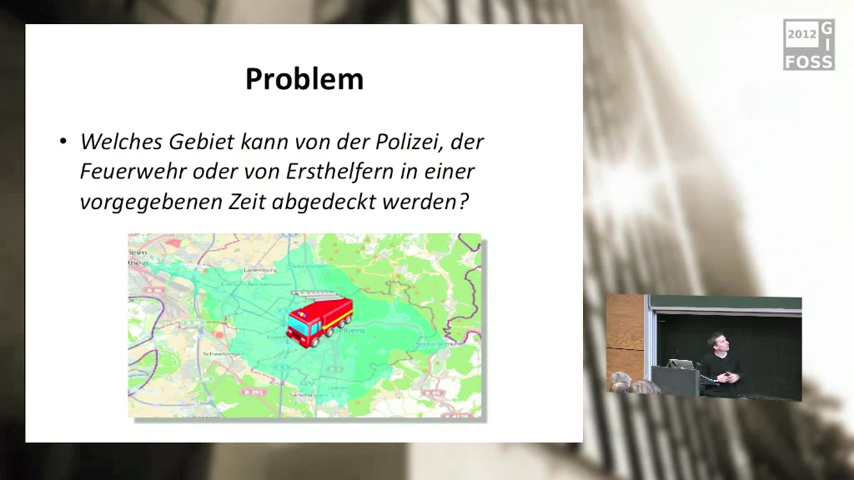 Problem
• Welches Gebiet kann von der Polizei, der
Feuerwehr oder von Ersthelfern in einer
vorgegebenen Zeit abgedeckt werden?
Ladenburg
2012
G
I
FOSS